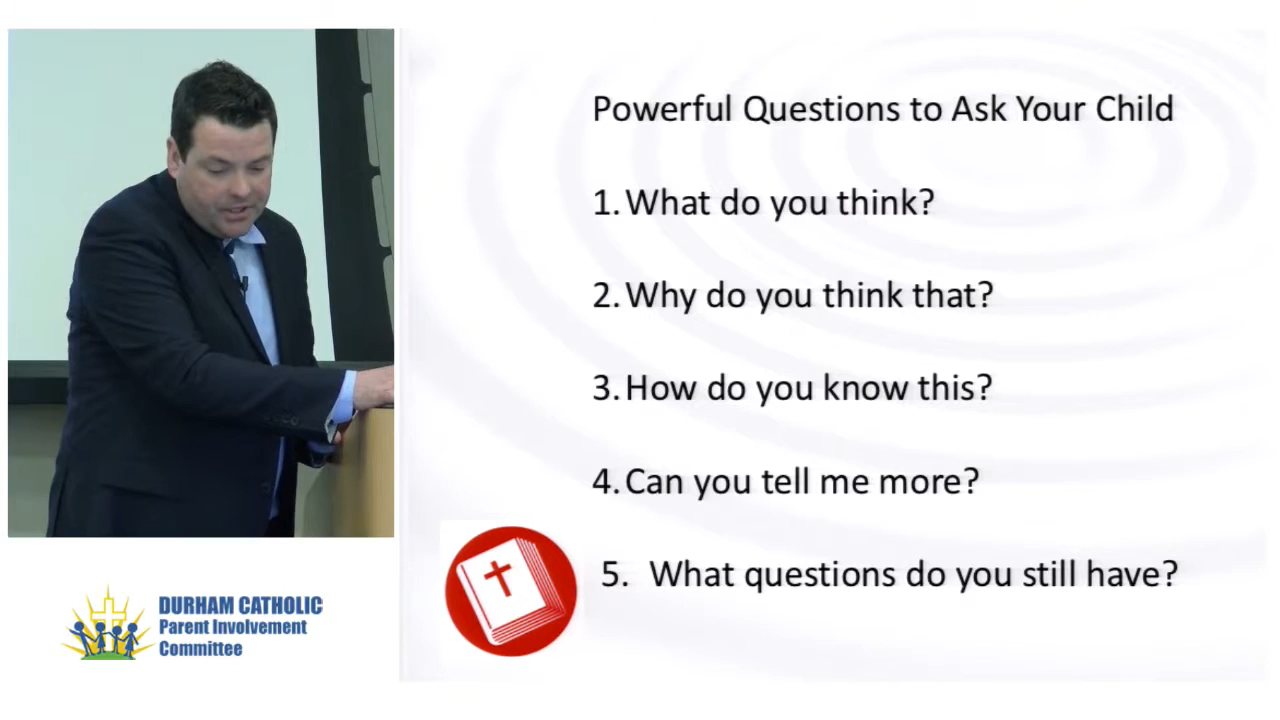 Powerful Questions to Ask Your Child
1. What do you think?
2. Why do you think that?
3. How do you know this?
4. Can you tell me more?
5. What questions do you still have?
DURHAM CATHOLIC
Parent Involvement
Committee